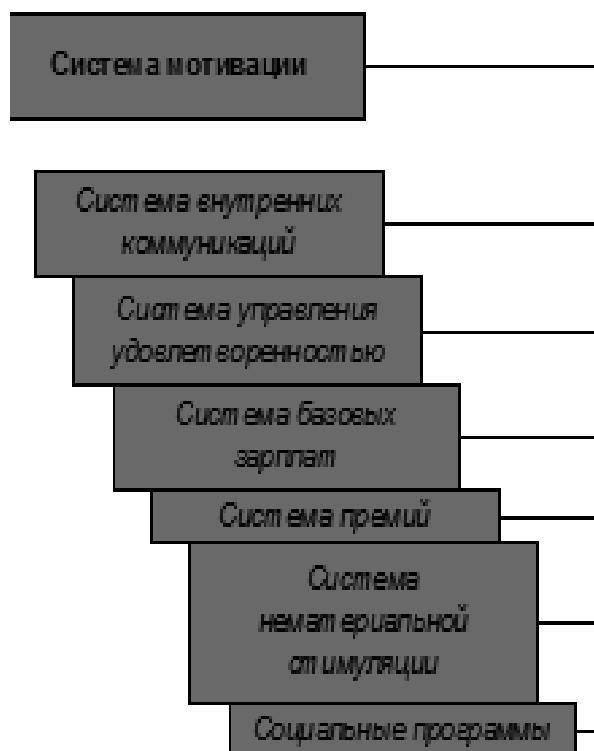 Система мотивации
Система внутренних
коммуникаций
Система управления
удовлетворенностью
Система базовых
зарплат
Система премий
Система
нематериальной
стимуляции
Социальные программы